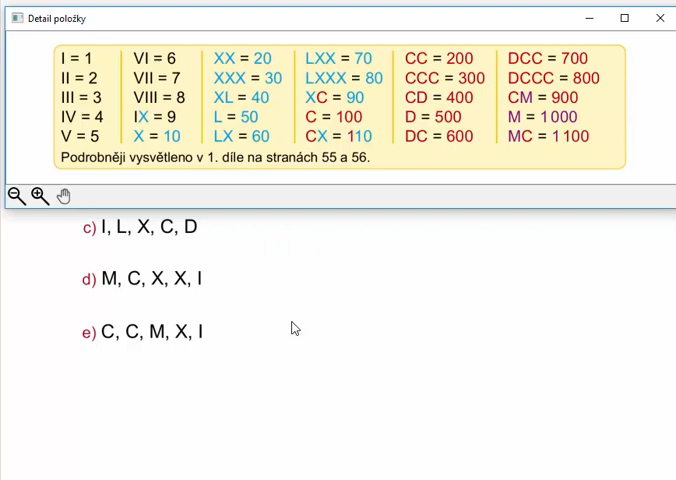 Detail položky
I = 1 VI = 6 XX = 20 LXX = 70 CC = 200 DCC = 700
II = 2 VII = 7 XXX = 30 LXXX = 80 CCC = 300 DCCC = 800
III = 3 VIII = 8 XL = 40 XC = 90 CD = 400 CM = 900
IV = 4 IX = 9 L = 50 C = 100 D = 500 M = 1 000
V = 5 X = 10 LX = 60 CX = 110 DC = 600 MC = 1 100
Podrobněji vysvětleno v 1. díle na stranách 55 a 56.
c) I, L, X, C, D
d) M, C, X, X, I
e) C, C, M, X, I